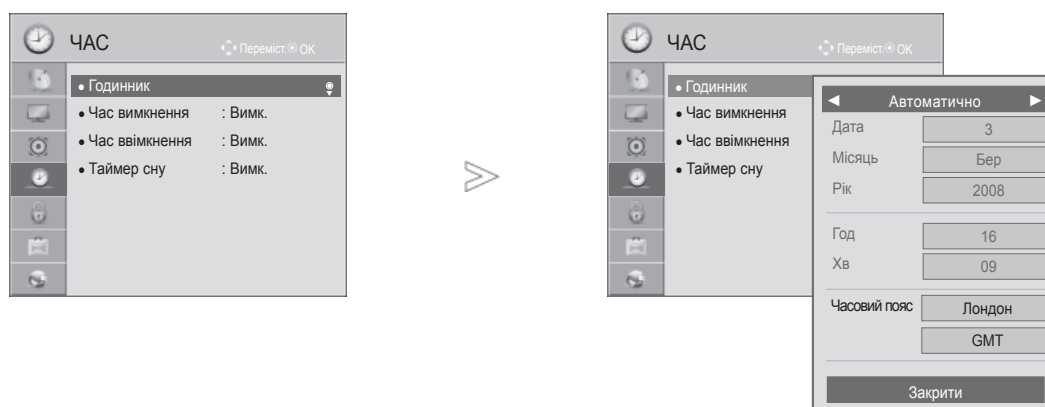 ЧАС
Переміст. OK
• Годинник
• Час вимкнення : Вимк.
• Час ввімкнення : Вимк.
• Таймер сну : Вимк.
ЧАС
Переміст. OK
• Годинник
• Час вимкнення
• Час ввімкнення
• Таймер сну
◄ Автоматично ►
Дата 3
Місяць Бер
Рік 2008
Год 16
Хв 09
Часовий пояс Лондон
GMT
Закрити